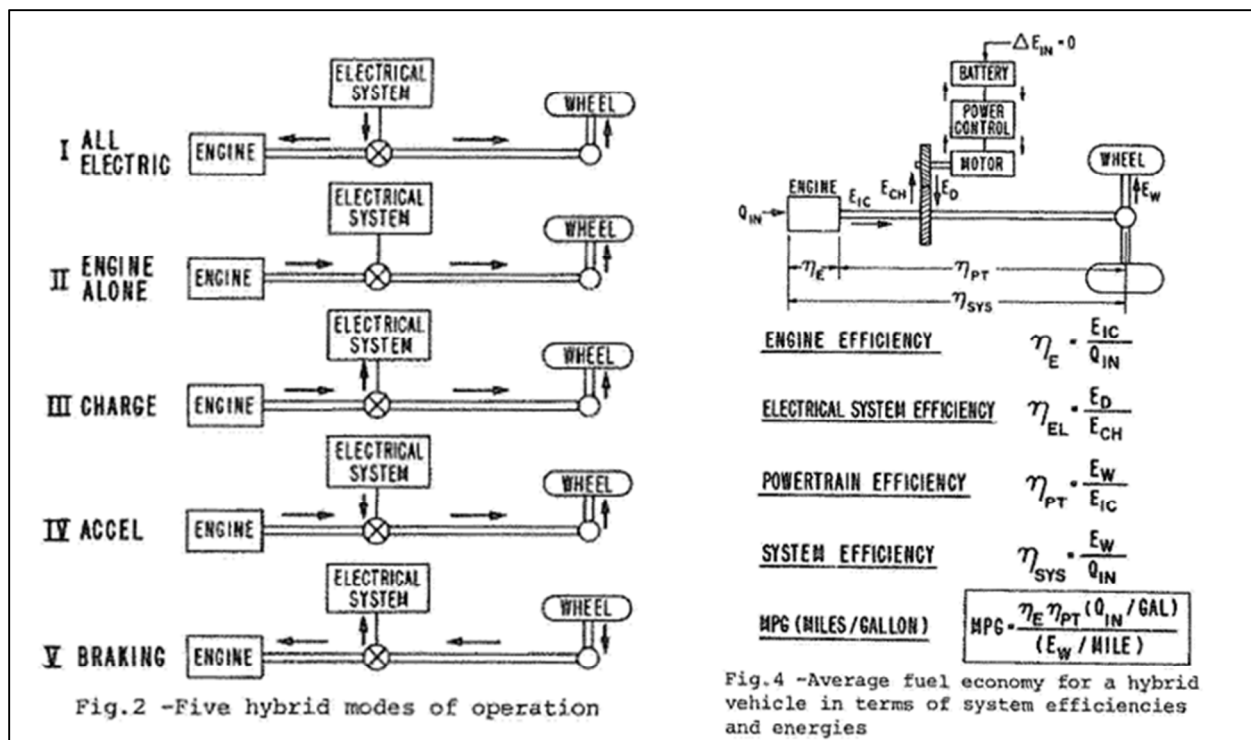 ELECTRICAL
SYSTEM
WHEEL
I ALL
ELECTRIC
ENGINE
ELECTRICAL
SYSTEM
WHEEL
II ENGINE
ALONE
ENGINE
ELECTRICAL
SYSTEM
WHEEL
III CHARGE
ENGINE
ELECTRICAL
SYSTEM
WHEEL
IV ACCEL
ENGINE
ELECTRICAL
SYSTEM
WHEEL
V BRAKING
ENGINE
Fig.2 -Five hybrid modes of operation
ΔE_IN = 0
BATTERY
POWER
CONTROL
MOTOR
WHEEL
ENGINE
E_IC
E_CH
E_D
E_W
Q_IN
η_E
η_PT
η_SYS
ENGINE EFFICIENCY η_E = E_IC / Q_IN
ELECTRICAL SYSTEM EFFICIENCY η_EL = E_D / E_CH
POWERTRAIN EFFICIENCY η_PT = E_W / E_IC
SYSTEM EFFICIENCY η_SYS = E_W / Q_IN
MPG (MILES/GALLON) MPG = η_E η_PT (Q_IN/GAL) / (E_W/MILE)
Fig.4 -Average fuel economy for a hybrid
vehicle in terms of system efficiencies
and energies